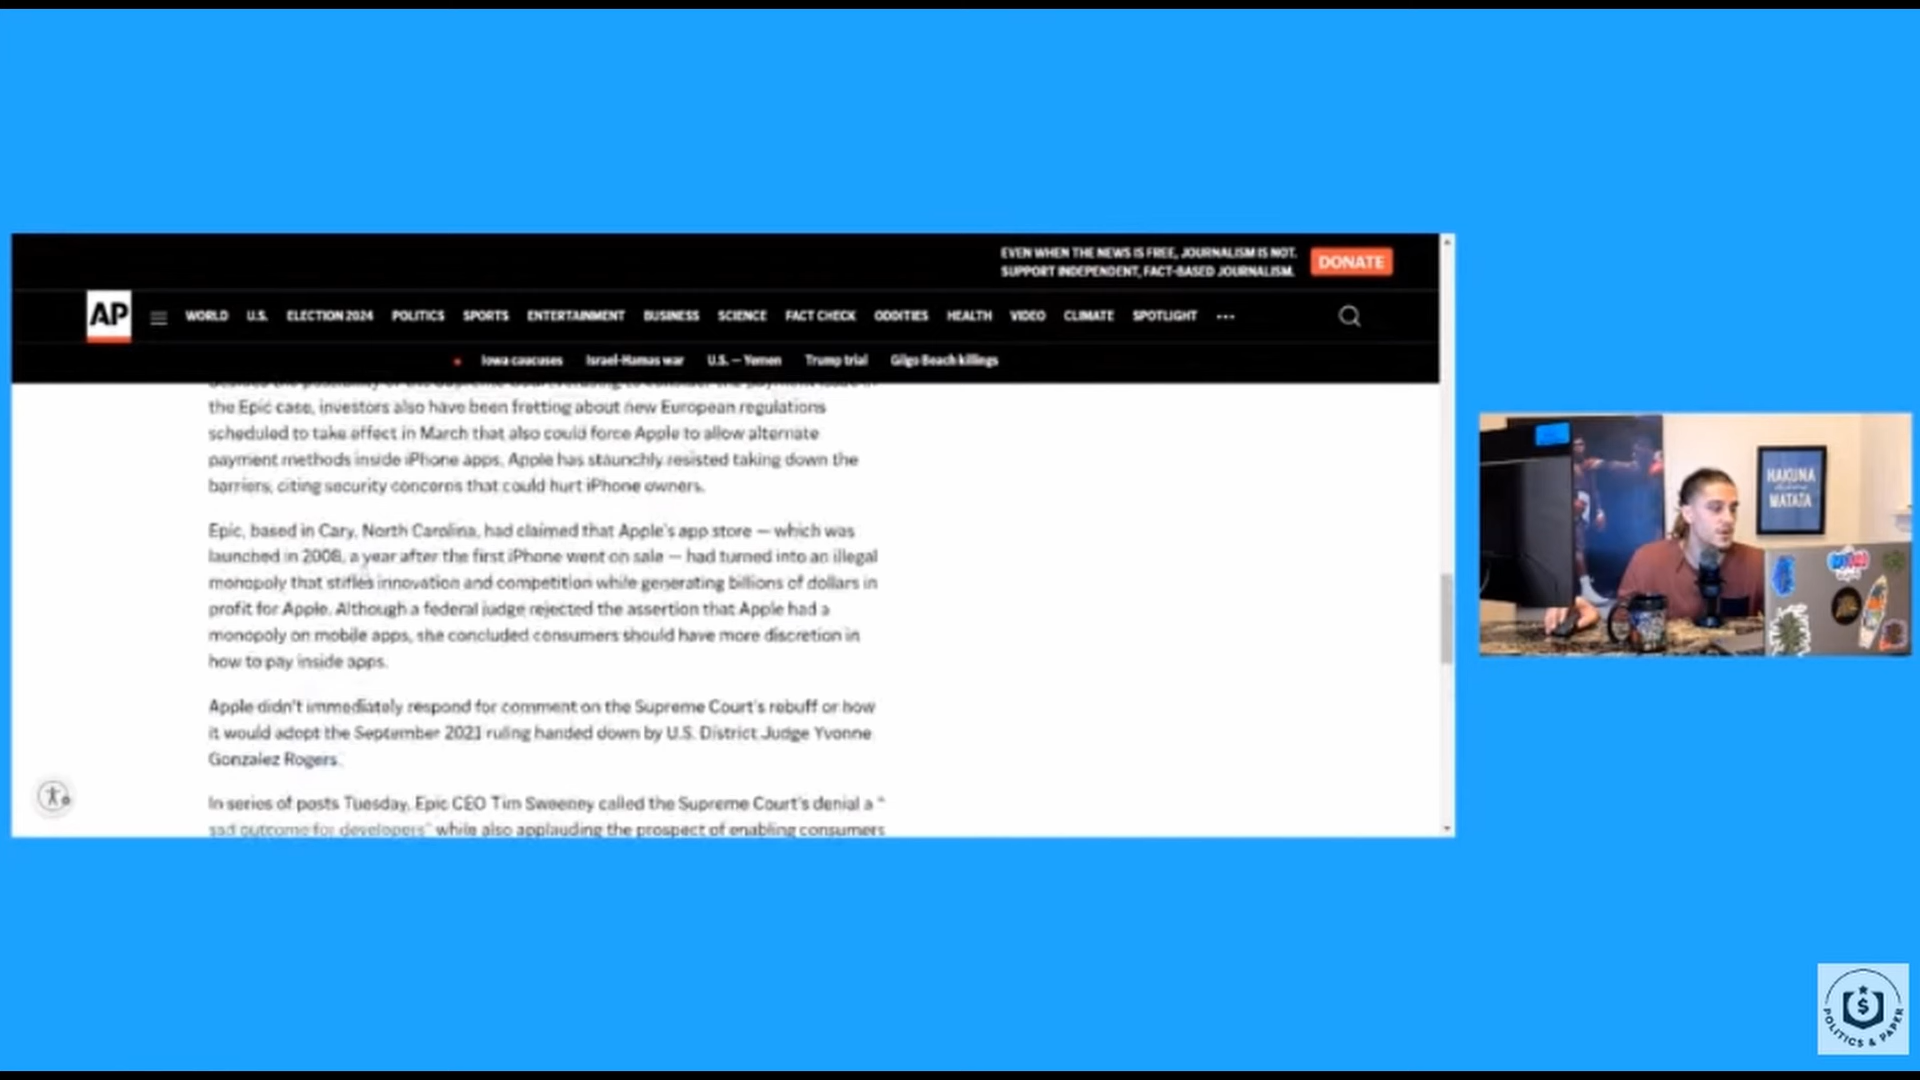 EVEN WHEN THE NEWS IS FREE, JOURNALISM IS NOT.
SUPPORT INDEPENDENT, FACT-BASED JOURNALISM.
DONATE
AP
WORLD U.S. ELECTION 2024 POLITICS SPORTS ENTERTAINMENT BUSINESS SCIENCE FACT CHECK ODDITIES HEALTH VIDEO CLIMATE SPOTLIGHT
Iowa caucuses Israel-Hamas war U.S. — Yemen Trump trial Gilgo Beach killings
the Epic case, investors also have been fretting about new European regulations
scheduled to take effect in March that also could force Apple to allow alternate
payment methods inside iPhone apps. Apple has staunchly resisted taking down the
barriers, citing security concerns that could hurt iPhone owners.
Epic, based in Cary, North Carolina, had claimed that Apple's app store — which was
launched in 2008, a year after the first iPhone went on sale — had turned into an illegal
monopoly that stifles innovation and competition while generating billions of dollars in
profit for Apple. Although a federal judge rejected the assertion that Apple had a
monopoly on mobile apps, she concluded consumers should have more discretion in
how to pay inside apps.
Apple didn't immediately respond for comment on the Supreme Court's rebuff or how
it would adopt the September 2021 ruling handed down by U.S. District Judge Yvonne
Gonzalez Rogers.
In series of posts Tuesday, Epic CEO Tim Sweeney called the Supreme Court's denial a "
sad outcome for developers" while also applauding the prospect of enabling consumers
HAKUNA
MATATA
POLITICS & PAPER